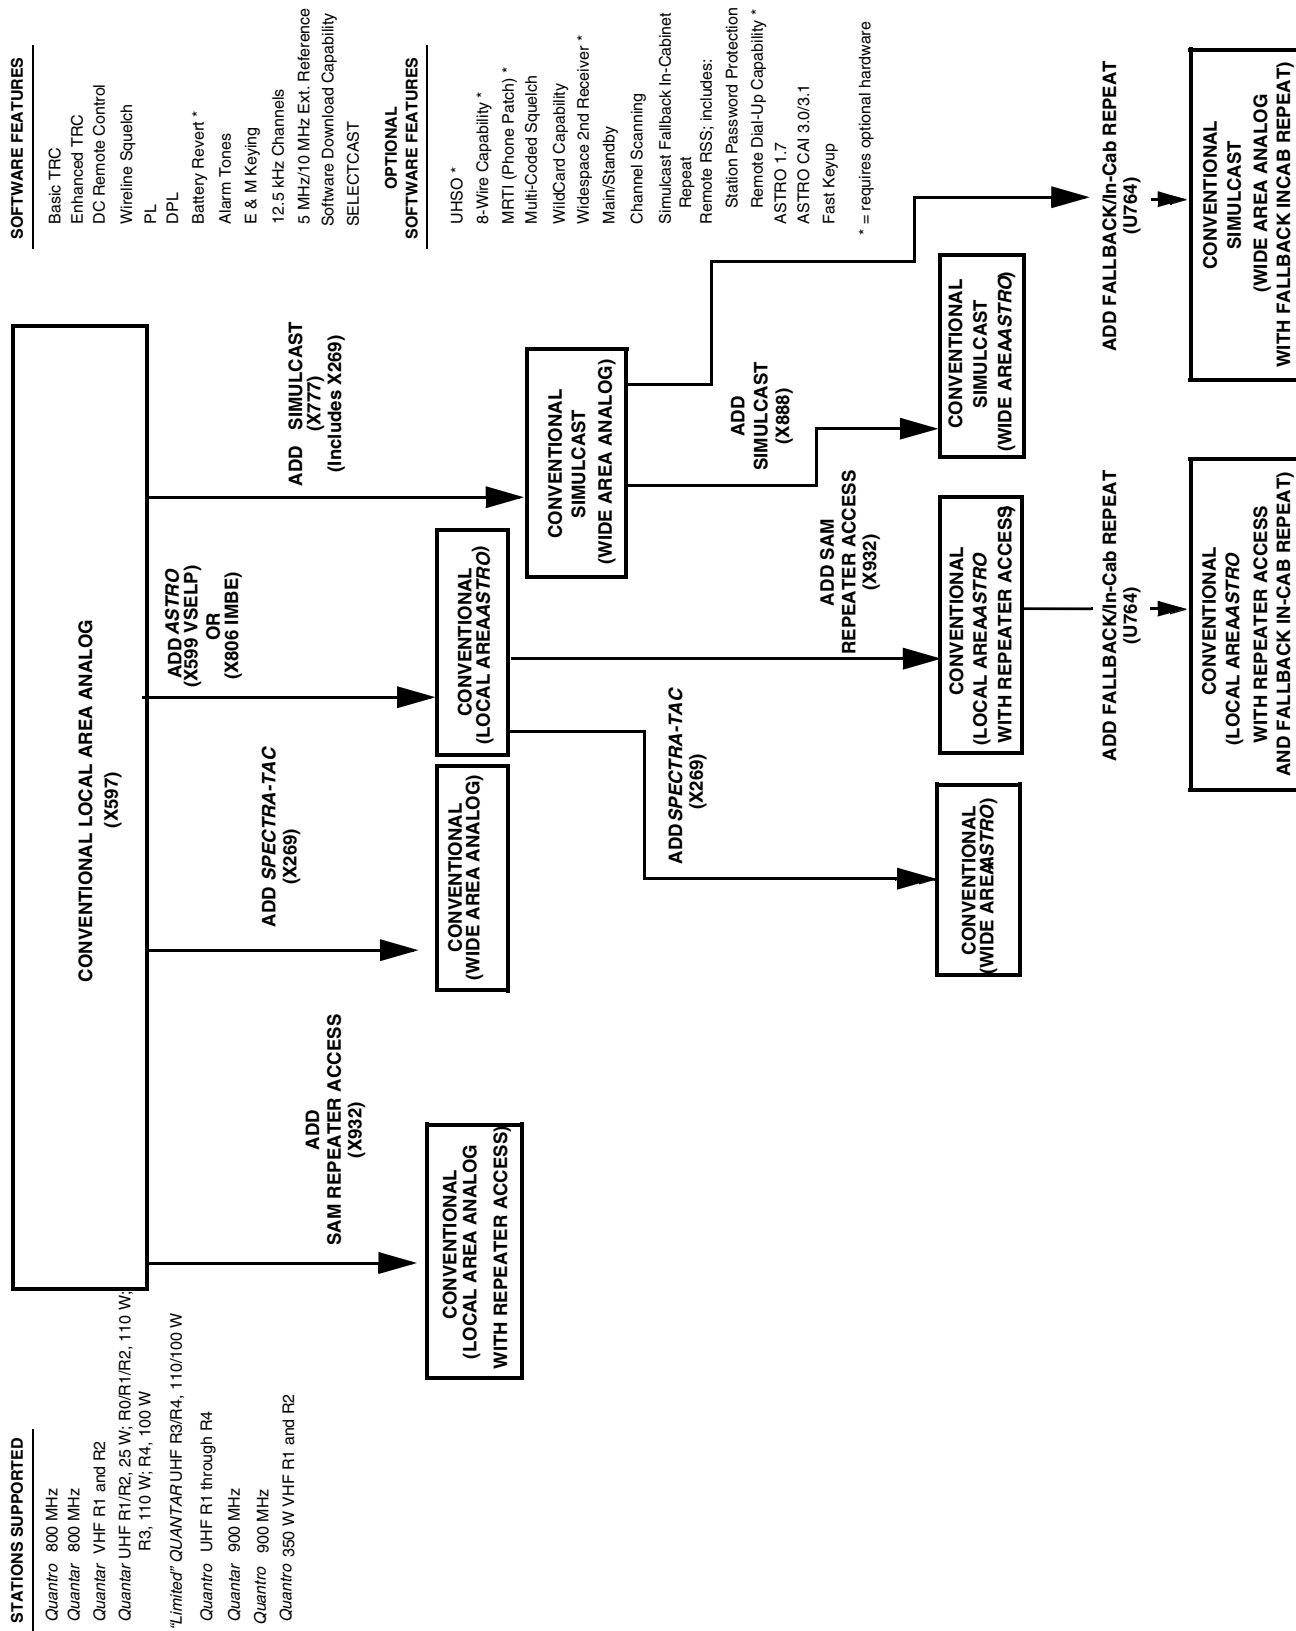 STATIONS SUPPORTED
Quantro 800 MHz
Quantar 800 MHz
Quantar VHF R1 and R2
Quantar UHF R1/R2, 25 W; R0/R1/R2, 110 W;
R3, 110 W; R4, 100 W
"Limited" QUANTAR UHF R3/R4, 110/100 W
Quantro UHF R1 through R4
Quantar 900 MHz
Quantro 900 MHz
Quantro 350 W VHF R1 and R2
CONVENTIONAL LOCAL AREA ANALOG
(X597)
SOFTWARE FEATURES
Basic TRC
Enhanced TRC
DC Remote Control
Wireline Squelch
PL
DPL
Battery Revert *
Alarm Tones
E & M Keying
12.5 kHz Channels
5 MHz/10 MHz Ext. Reference
Software Download Capability
SELECTCAST
OPTIONAL
SOFTWARE FEATURES
UHSO *
8-Wire Capability *
MRTI (Phone Patch) *
Multi-Coded Squelch
WildCard Capability
Widespace 2nd Receiver *
Main/Standby
Channel Scanning
Simulcast Fallback In-Cabinet
Repeat
Remote RSS; includes:
Station Password Protection
Remote Dial-Up Capability *
ASTRO 1.7
ASTRO CAI 3.0/3.1
Fast Keyup
* = requires optional hardware
ADD
SAM REPEATER ACCESS
(X932)
ADD SPECTRA-TAC
(X269)
ADD ASTRO
(X599 VSELP)
OR
(X806 IMBE)
ADD SIMULCAST
(X777)
(Includes X269)
CONVENTIONAL
(LOCAL AREA ANALOG
WITH REPEATER ACCESS)
CONVENTIONAL
(WIDE AREA ANALOG)
CONVENTIONAL
(LOCAL AREA ASTRO)
CONVENTIONAL
SIMULCAST
(WIDE AREA ANALOG)
ADD SPECTRA-TAC
(X269)
ADD SAM
REPEATER ACCESS
(X932)
ADD
SIMULCAST
(X888)
CONVENTIONAL
(WIDE AREA ASTRO)
CONVENTIONAL
(LOCAL AREA ASTRO
WITH REPEATER ACCESS)
CONVENTIONAL
SIMULCAST
(WIDE AREA ASTRO)
ADD FALLBACK/In-Cab REPEAT
(U764)
ADD FALLBACK/In-Cab REPEAT
(U764)
CONVENTIONAL
(LOCAL AREA ASTRO
WITH REPEATER ACCESS
AND FALLBACK IN-CAB REPEAT)
CONVENTIONAL
SIMULCAST
(WIDE AREA ANALOG
WITH FALLBACK INCAB REPEAT)